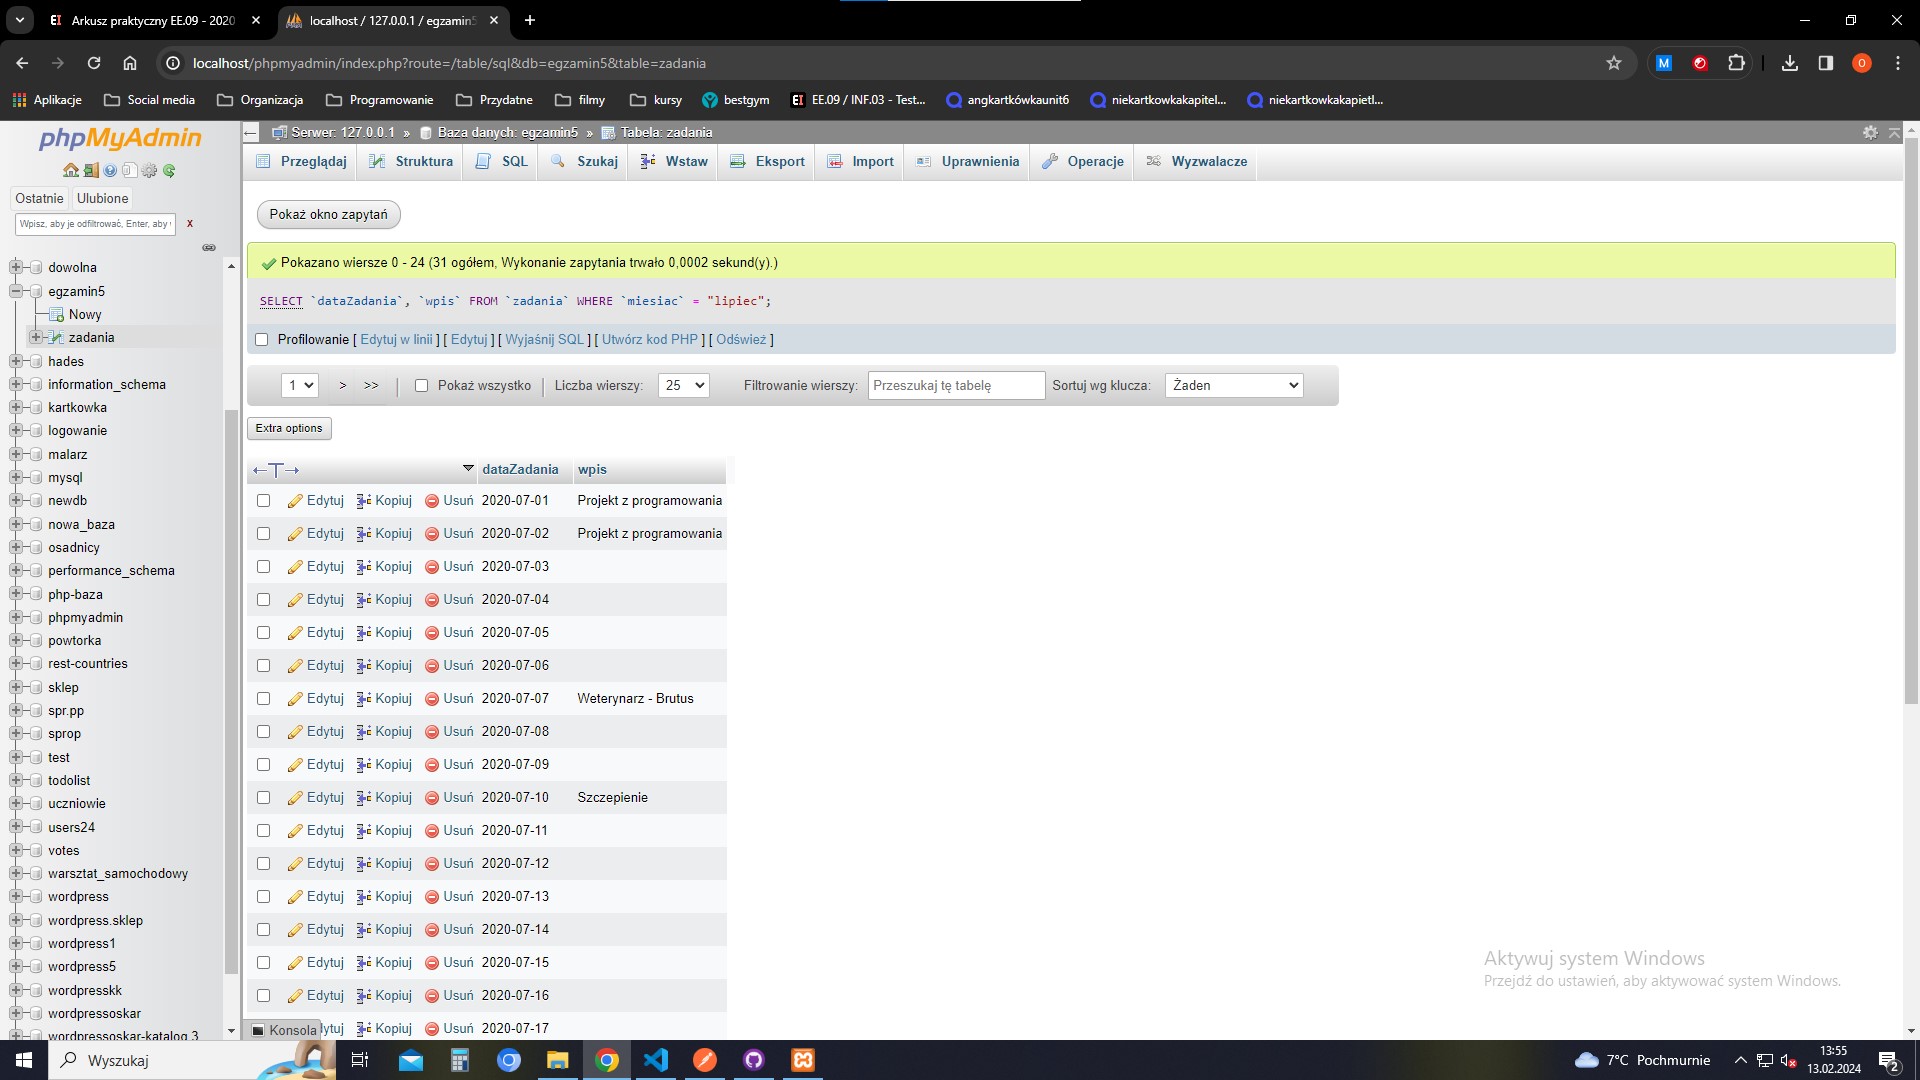 Arkusz praktyczny EE.09 - 2020
localhost / 127.0.0.1 / egzamin5
localhost/phpmyadmin/index.php?route=/table/sql&db=egzamin5&table=zadania
M
O
Aplikacje
Social media
Organizacja
Programowanie
Przydatne
filmy
kursy
bestgym
EE.09 / INF.03 - Test...
angkartkówkaunit6
niekartkowkakapitel...
niekartkowkakapietl...
phpMyAdmin
Ostatnie Ulubione
Wpisz, aby je odfiltrować, Enter, aby
X
dowolna
egzamin5
Nowy
zadania
hades
information_schema
kartkowka
logowanie
malarz
mysql
newdb
nowa_baza
osadnicy
performance_schema
php-baza
phpmyadmin
powtorka
rest-countries
sklep
spr.pp
sprop
test
todolist
uczniowie
users24
votes
warsztat_samochodowy
wordpress
wordpress.sklep
wordpress1
wordpress5
wordpresskk
wordpressoskar
wordpressoskar-katalog 3
Serwer: 127.0.0.1 » Baza danych: egzamin5 » Tabela: zadania
Przeglądaj Struktura SQL Szukaj Wstaw Eksport Import Uprawnienia Operacje Wyzwalacze
Pokaż okno zapytań
Pokazano wiersze 0 - 24 (31 ogółem, Wykonanie zapytania trwało 0,0002 sekund(y).)
SELECT `dataZadania`, `wpis` FROM `zadania` WHERE `miesiac` = "lipiec";
Profilowanie [ Edytuj w linii ] [ Edytuj ] [ Wyjaśnij SQL ] [ Utwórz kod PHP ] [ Odśwież ]
1 > >> | Pokaż wszystko | Liczba wierszy: 25 Filtrowanie wierszy: Przeszukaj tę tabelę Sortuj wg klucza: Żaden
Extra options
←T→ dataZadania wpis
Edytuj Kopiuj Usuń 2020-07-01 Projekt z programowania
Edytuj Kopiuj Usuń 2020-07-02 Projekt z programowania
Edytuj Kopiuj Usuń 2020-07-03
Edytuj Kopiuj Usuń 2020-07-04
Edytuj Kopiuj Usuń 2020-07-05
Edytuj Kopiuj Usuń 2020-07-06
Edytuj Kopiuj Usuń 2020-07-07 Weterynarz - Brutus
Edytuj Kopiuj Usuń 2020-07-08
Edytuj Kopiuj Usuń 2020-07-09
Edytuj Kopiuj Usuń 2020-07-10 Szczepienie
Edytuj Kopiuj Usuń 2020-07-11
Edytuj Kopiuj Usuń 2020-07-12
Edytuj Kopiuj Usuń 2020-07-13
Edytuj Kopiuj Usuń 2020-07-14
Edytuj Kopiuj Usuń 2020-07-15
Edytuj Kopiuj Usuń 2020-07-16
Konsola dytuj Kopiuj Usuń 2020-07-17
Aktywuj system Windows
Przejdź do ustawień, aby aktywować system Windows.
Wyszukaj
7°C Pochmurnie
13:55
13.02.2024
2